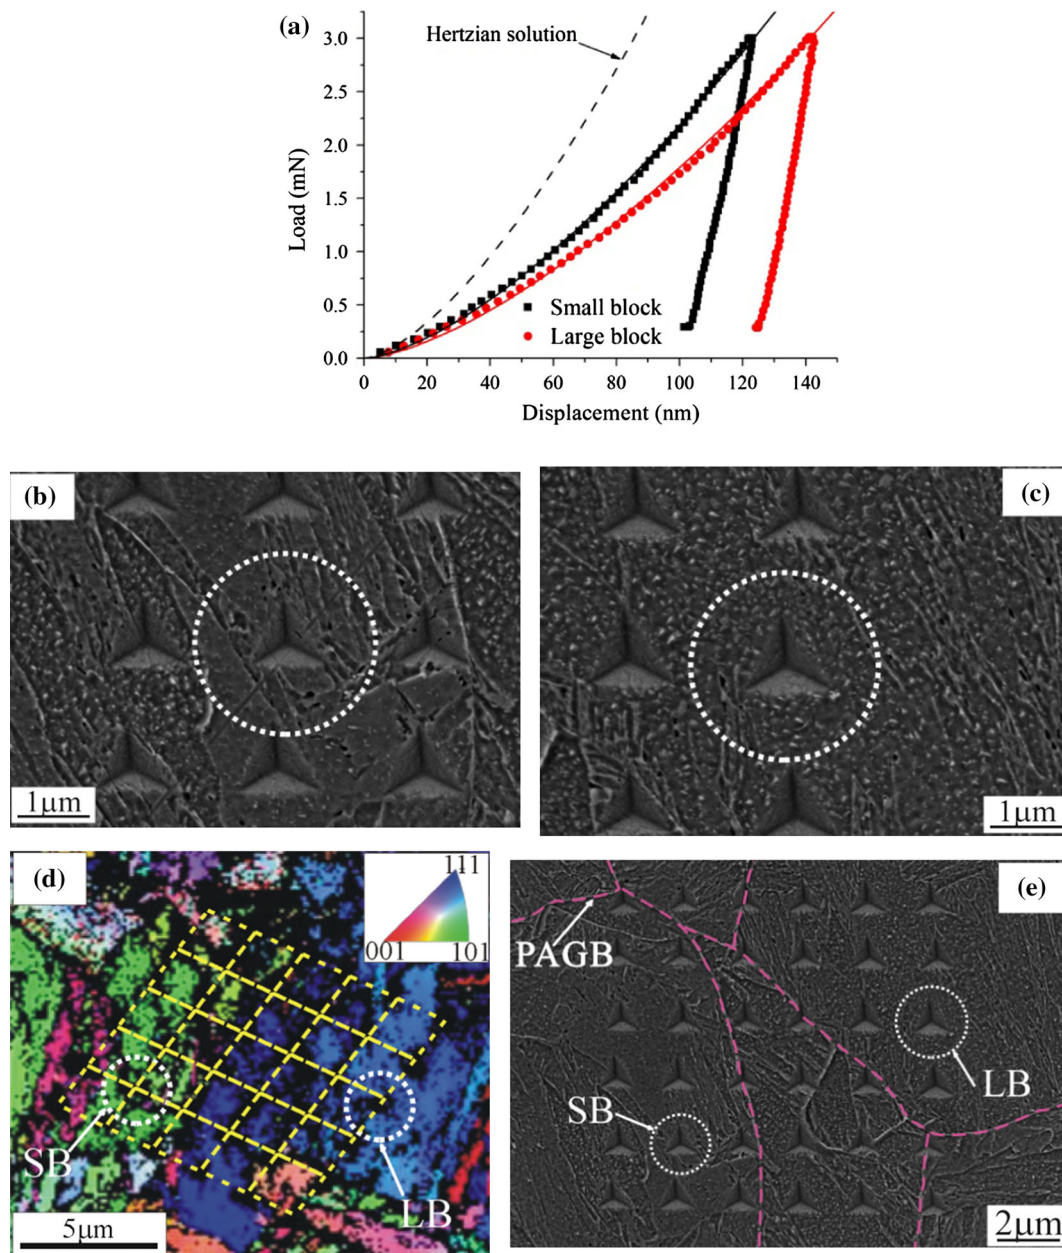 (a)
Hertzian solution
3.0
2.5
2.0
1.5
1.0
0.5
0.0
Load (mN)
Small block
Large block
0 20 40 60 80 100 120 140
Displacement (nm)
(b)
1μm
(c)
1μm
(d)
111
001 101
SB
LB
5μm
(e)
PAGB
LB
SB
2μm